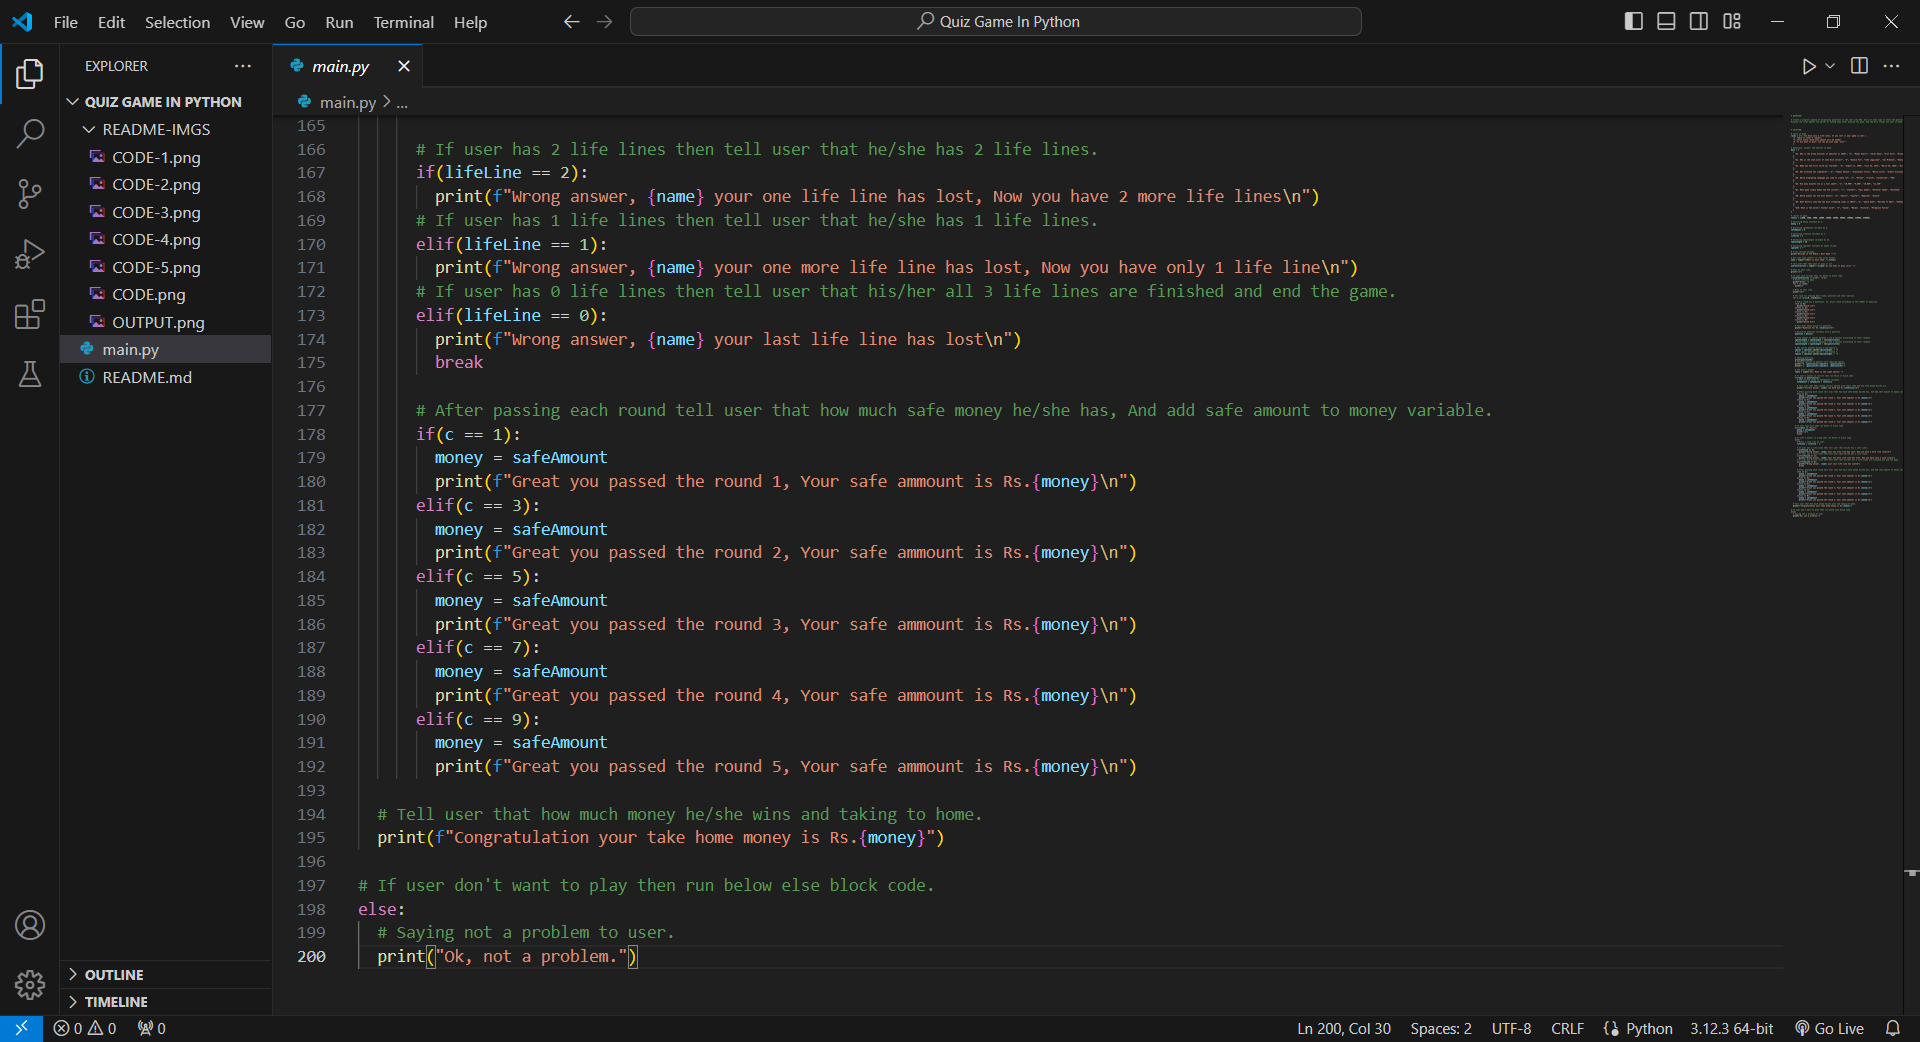 File Edit Selection View Go Run Terminal Help
Quiz Game In Python
EXPLORER
QUIZ GAME IN PYTHON
README-IMGS
CODE-1.png
CODE-2.png
CODE-3.png
CODE-4.png
CODE-5.png
CODE.png
OUTPUT.png
main.py
README.md
OUTLINE
TIMELINE
main.py
main.py > ...
165
166 # If user has 2 life lines then tell user that he/she has 2 life lines.
167 if(lifeLine == 2):
168 print(f"Wrong answer, {name} your one life line has lost, Now you have 2 more life lines\n")
169 # If user has 1 life lines then tell user that he/she has 1 life lines.
170 elif(lifeLine == 1):
171 print(f"Wrong answer, {name} your one more life line has lost, Now you have only 1 life line\n")
172 # If user has 0 life lines then tell user that his/her all 3 life lines are finished and end the game.
173 elif(lifeLine == 0):
174 print(f"Wrong answer, {name} your last life line has lost\n")
175 break
176
177 # After passing each round tell user that how much safe money he/she has, And add safe amount to money variable.
178 if(c == 1):
179 money = safeAmount
180 print(f"Great you passed the round 1, Your safe ammount is Rs.{money}\n")
181 elif(c == 3):
182 money = safeAmount
183 print(f"Great you passed the round 2, Your safe ammount is Rs.{money}\n")
184 elif(c == 5):
185 money = safeAmount
186 print(f"Great you passed the round 3, Your safe ammount is Rs.{money}\n")
187 elif(c == 7):
188 money = safeAmount
189 print(f"Great you passed the round 4, Your safe ammount is Rs.{money}\n")
190 elif(c == 9):
191 money = safeAmount
192 print(f"Great you passed the round 5, Your safe ammount is Rs.{money}\n")
193
194 # Tell user that how much money he/she wins and taking to home.
195 print(f"Congratulation your take home money is Rs.{money}")
196
197 # If user don't want to play then run below else block code.
198 else:
199 # Saying not a problem to user.
200 print("Ok, not a problem.")
0 0 0
Ln 200, Col 30 Spaces: 2 UTF-8 CRLF Python 3.12.3 64-bit Go Live